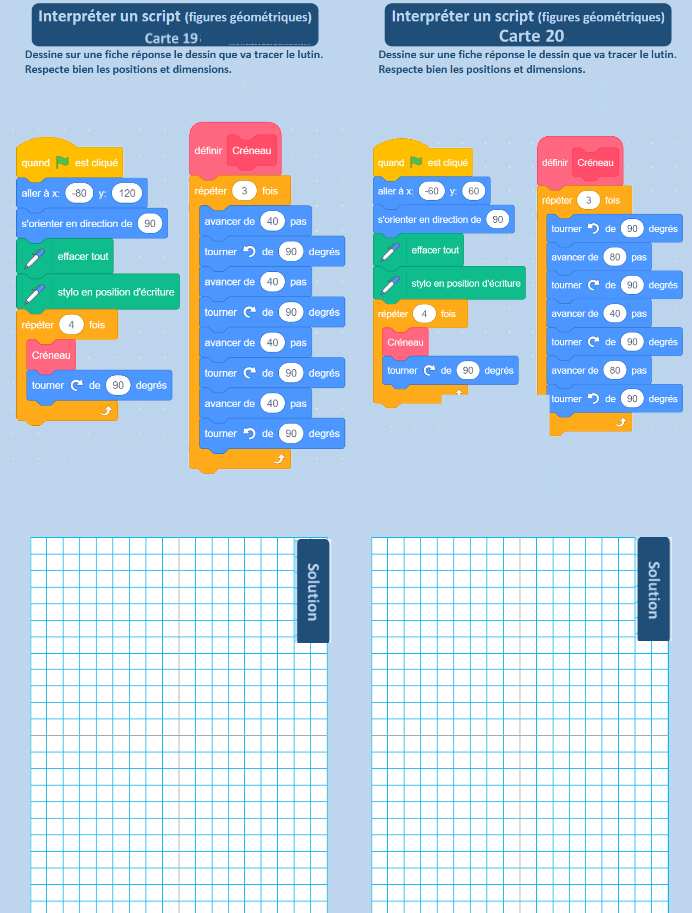 Interpréter un script (figures géométriques)
Carte 19
Dessine sur une fiche réponse le dessin que va tracer le lutin.
Respecte bien les positions et dimensions.
quand est cliqué
aller à x: -80 y: 120
s'orienter en direction de 90
effacer tout
stylo en position d'écriture
répéter 4 fois
Créneau
tourner de 90 degrés
définir Créneau
répéter 3 fois
avancer de 40 pas
tourner de 90 degrés
avancer de 40 pas
tourner de 90 degrés
avancer de 40 pas
tourner de 90 degrés
avancer de 40 pas
tourner de 90 degrés
Solution
Interpréter un script (figures géométriques)
Carte 20
Dessine sur une fiche réponse le dessin que va tracer le lutin.
Respecte bien les positions et dimensions.
quand est cliqué
aller à x: -60 y: 60
s'orienter en direction de 90
effacer tout
stylo en position d'écriture
répéter 4 fois
Créneau
tourner de 90 degrés
définir Créneau
répéter 3 fois
tourner de 90 degrés
avancer de 80 pas
tourner de 90 degrés
avancer de 40 pas
tourner de 90 degrés
avancer de 80 pas
tourner de 90 degrés
Solution